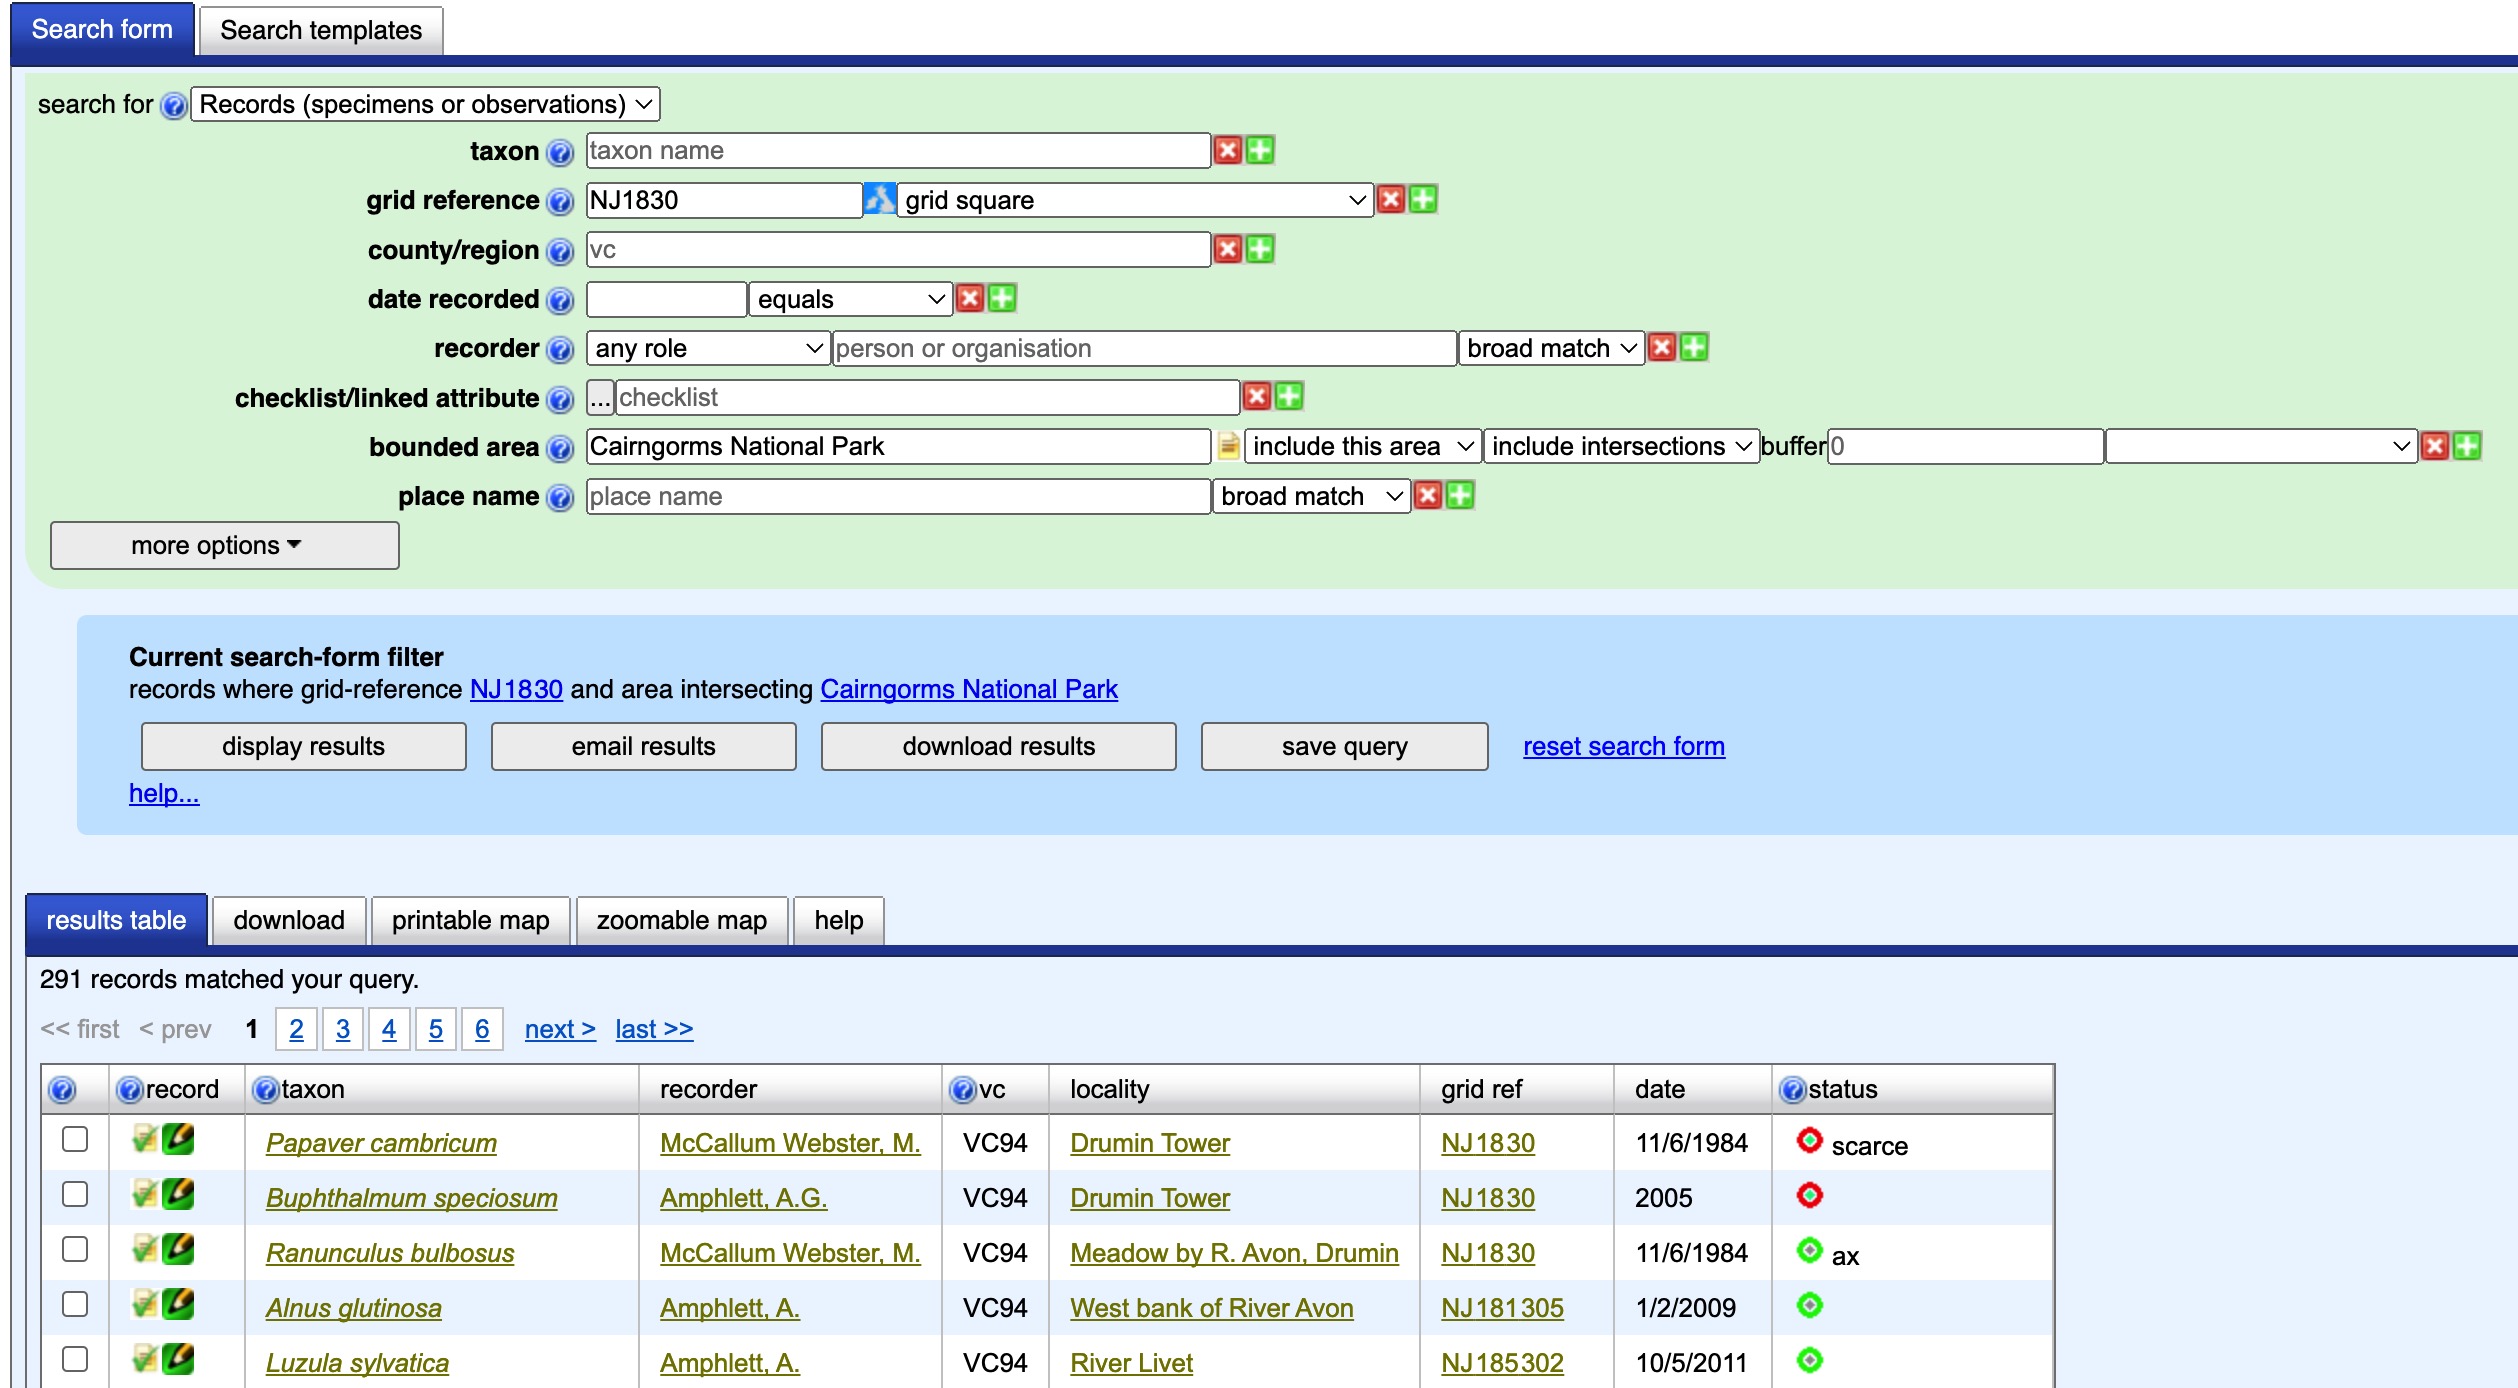 Search form Search templates
search for Records (specimens or observations)
taxon taxon name
grid reference NJ1830 grid square
county/region vc
date recorded equals
recorder any role person or organisation broad match
checklist/linked attribute ... checklist
bounded area Cairngorms National Park include this area include intersections buffer 0
place name place name broad match
more options
Current search-form filter
records where grid-reference NJ1830 and area intersecting Cairngorms National Park
display results email results download results save query reset search form
help...
results table download printable map zoomable map help
291 records matched your query.
<< first < prev 1 2 3 4 5 6 next > last >>
record taxon recorder vc locality grid ref date status
Papaver cambricum McCallum Webster, M. VC94 Drumin Tower NJ1830 11/6/1984 scarce
Buphthalmum speciosum Amphlett, A.G. VC94 Drumin Tower NJ1830 2005
Ranunculus bulbosus McCallum Webster, M. VC94 Meadow by R. Avon, Drumin NJ1830 11/6/1984 ax
Alnus glutinosa Amphlett, A. VC94 West bank of River Avon NJ181305 1/2/2009
Luzula sylvatica Amphlett, A. VC94 River Livet NJ185302 10/5/2011